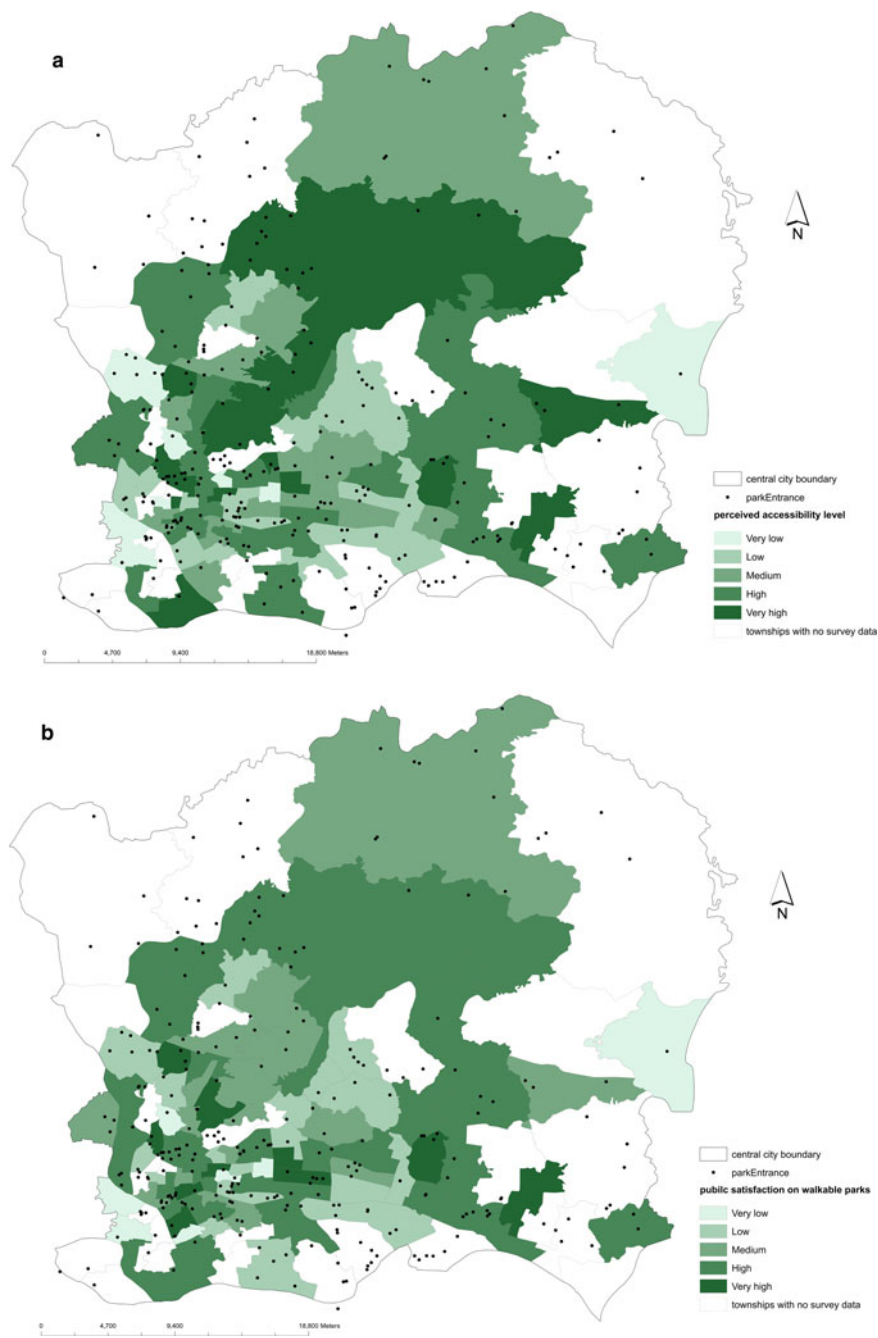 a
N
central city boundary
parkEntrance
perceived accessibility level
Very low
Low
Medium
High
Very high
townships with no survey data
0 4,700 9,400 18,800 Meters
b
N
central city boundary
parkEntrance
pubilc satisfaction on walkable parks
Very low
Low
Medium
High
Very high
townships with no survey data
0 4,700 9,400 18,800 Meters